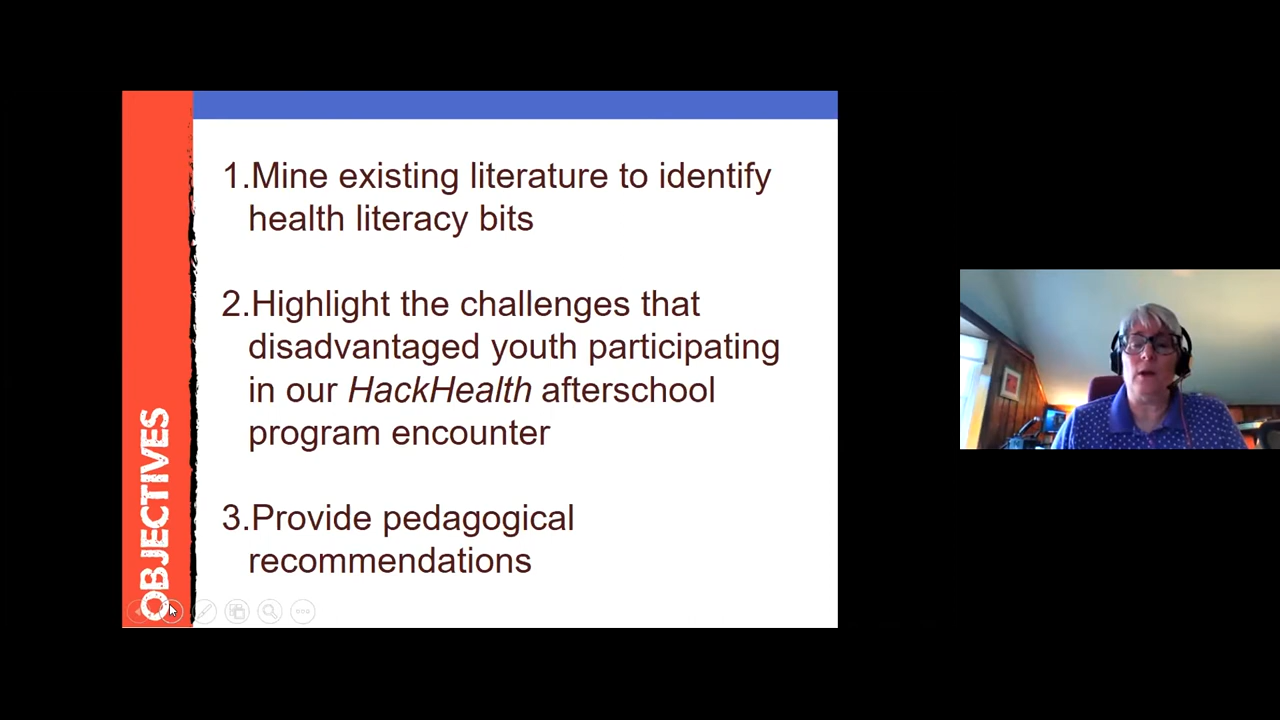 OBJECTIVES
1.Mine existing literature to identify
health literacy bits
2.Highlight the challenges that
disadvantaged youth participating
in our HackHealth afterschool
program encounter
3.Provide pedagogical
recommendations